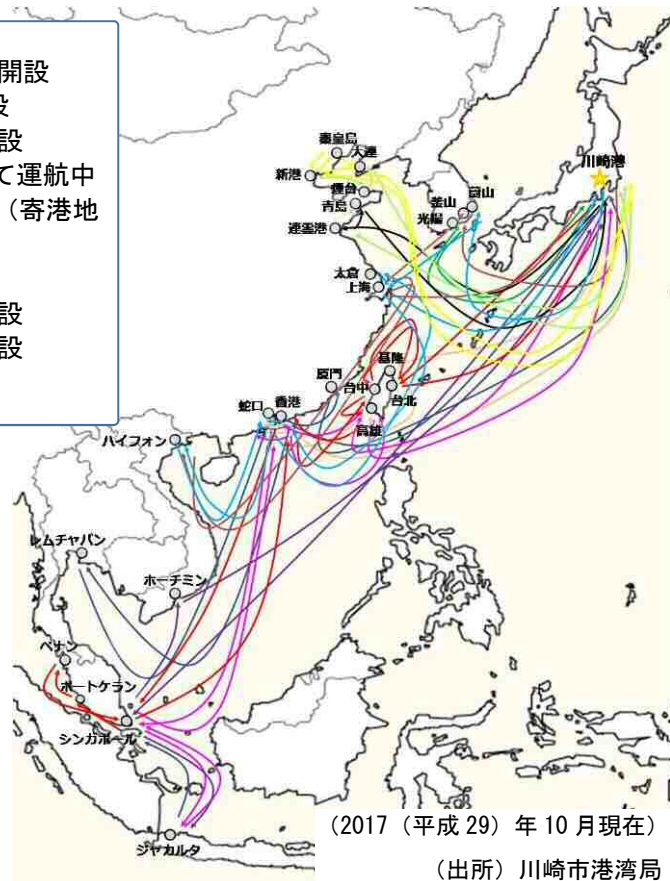 開設
設
設
て運航中
（寄港地
設
設
秦皇島
大連
新港
煙台
青島
連雲港
釜山
光陽
川崎港
太倉
上海
基隆
台中
台北
高雄
厦門
蛇口
香港
ハイフォン
レムチャバン
ホーチミン
ペナン
ポートケラン
シンガポール
ジャカルタ
（2017（平成 29）年 10 月現在）
（出所）川崎市港湾局